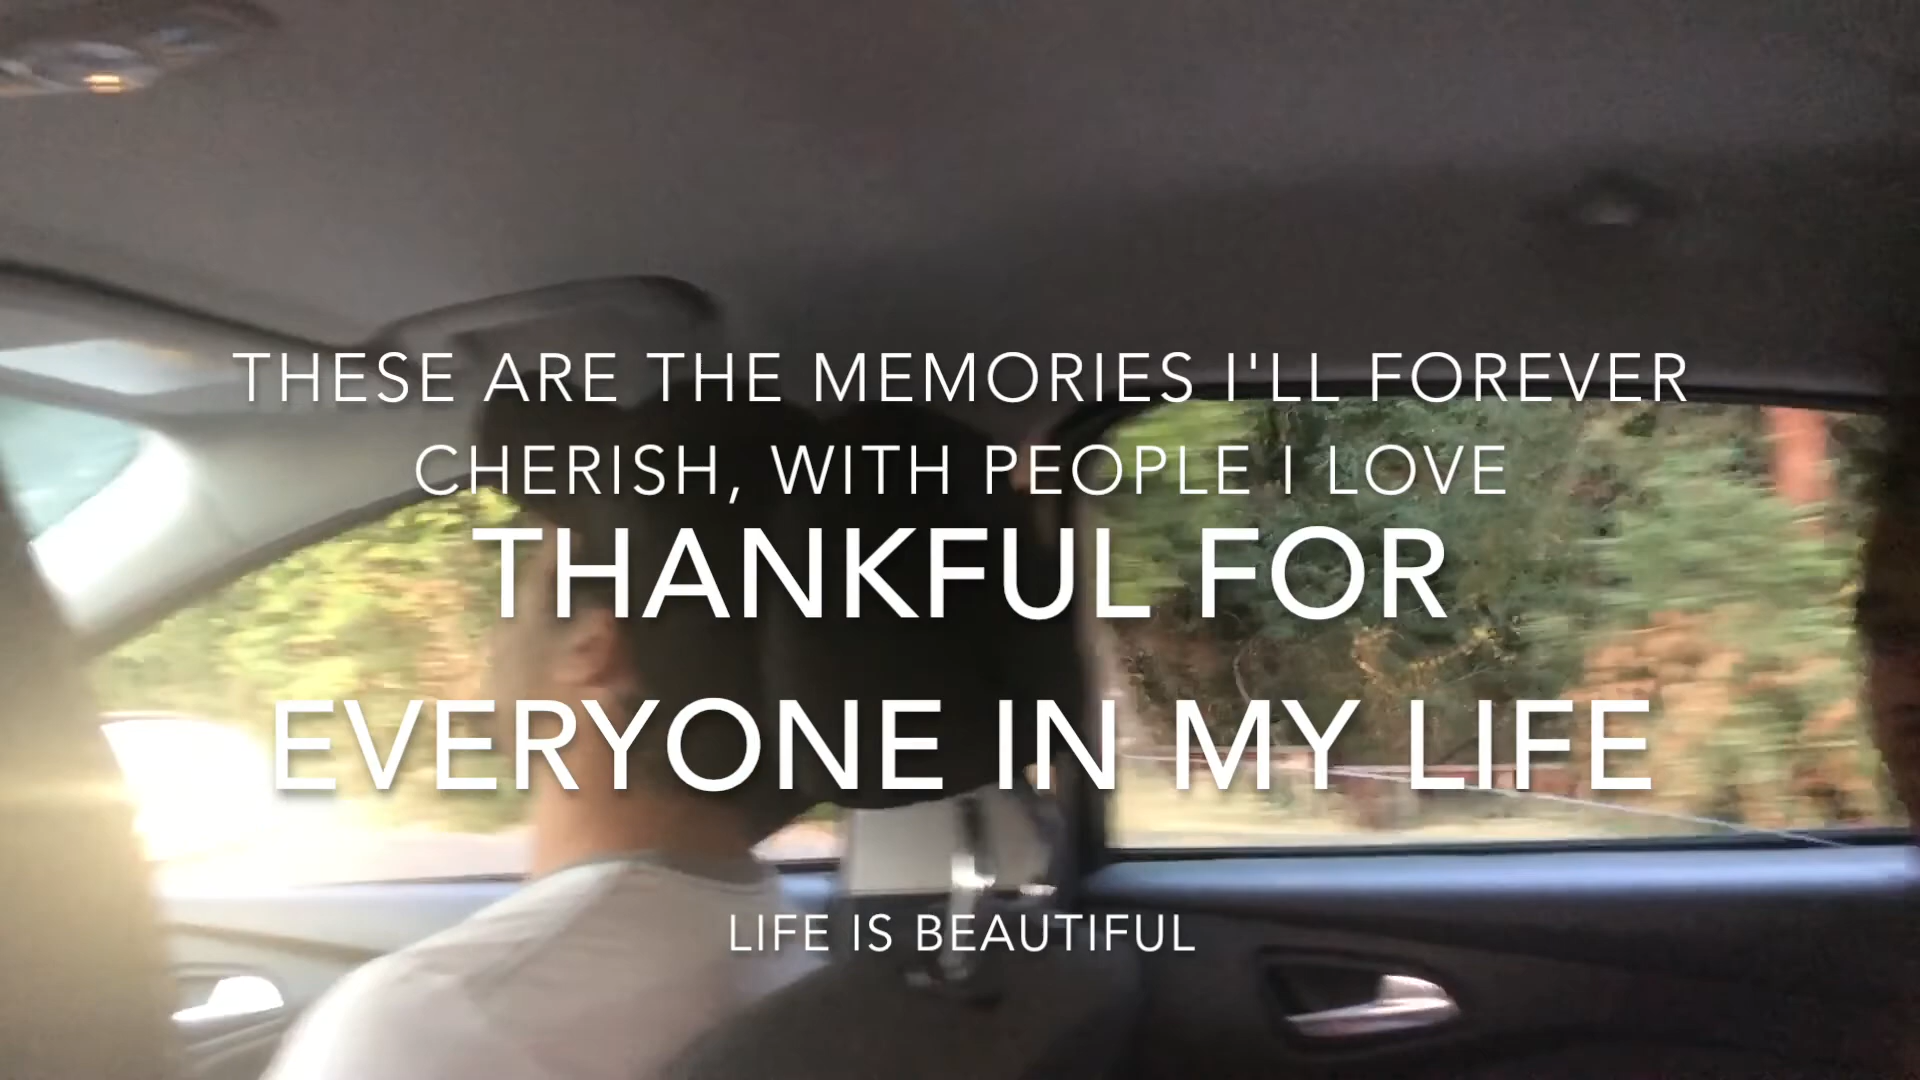 THESE ARE THE MEMORIES I'LL FOREVER
CHERISH, WITH PEOPLE I LOVE
THANKFUL FOR
EVERYONE IN MY LIFE
LIFE IS BEAUTIFUL